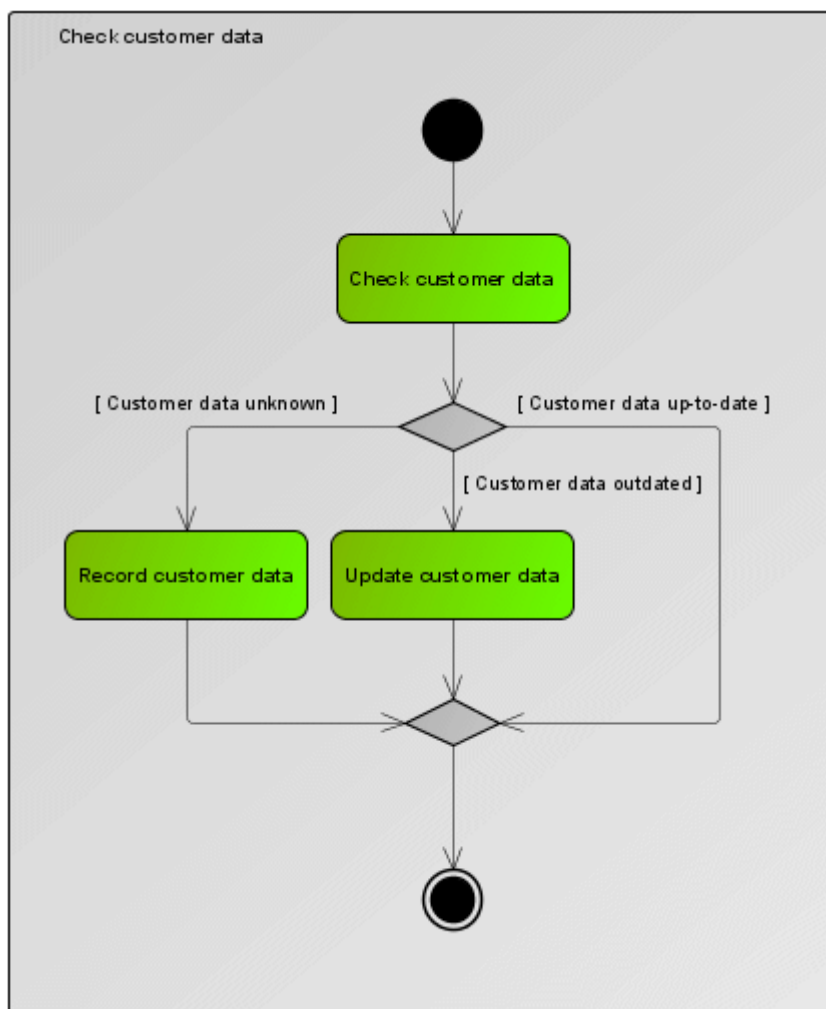 Check customer data
Check customer data
[ Customer data unknown ]
[ Customer data up-to-date ]
[ Customer data outdated ]
Record customer data
Update customer data